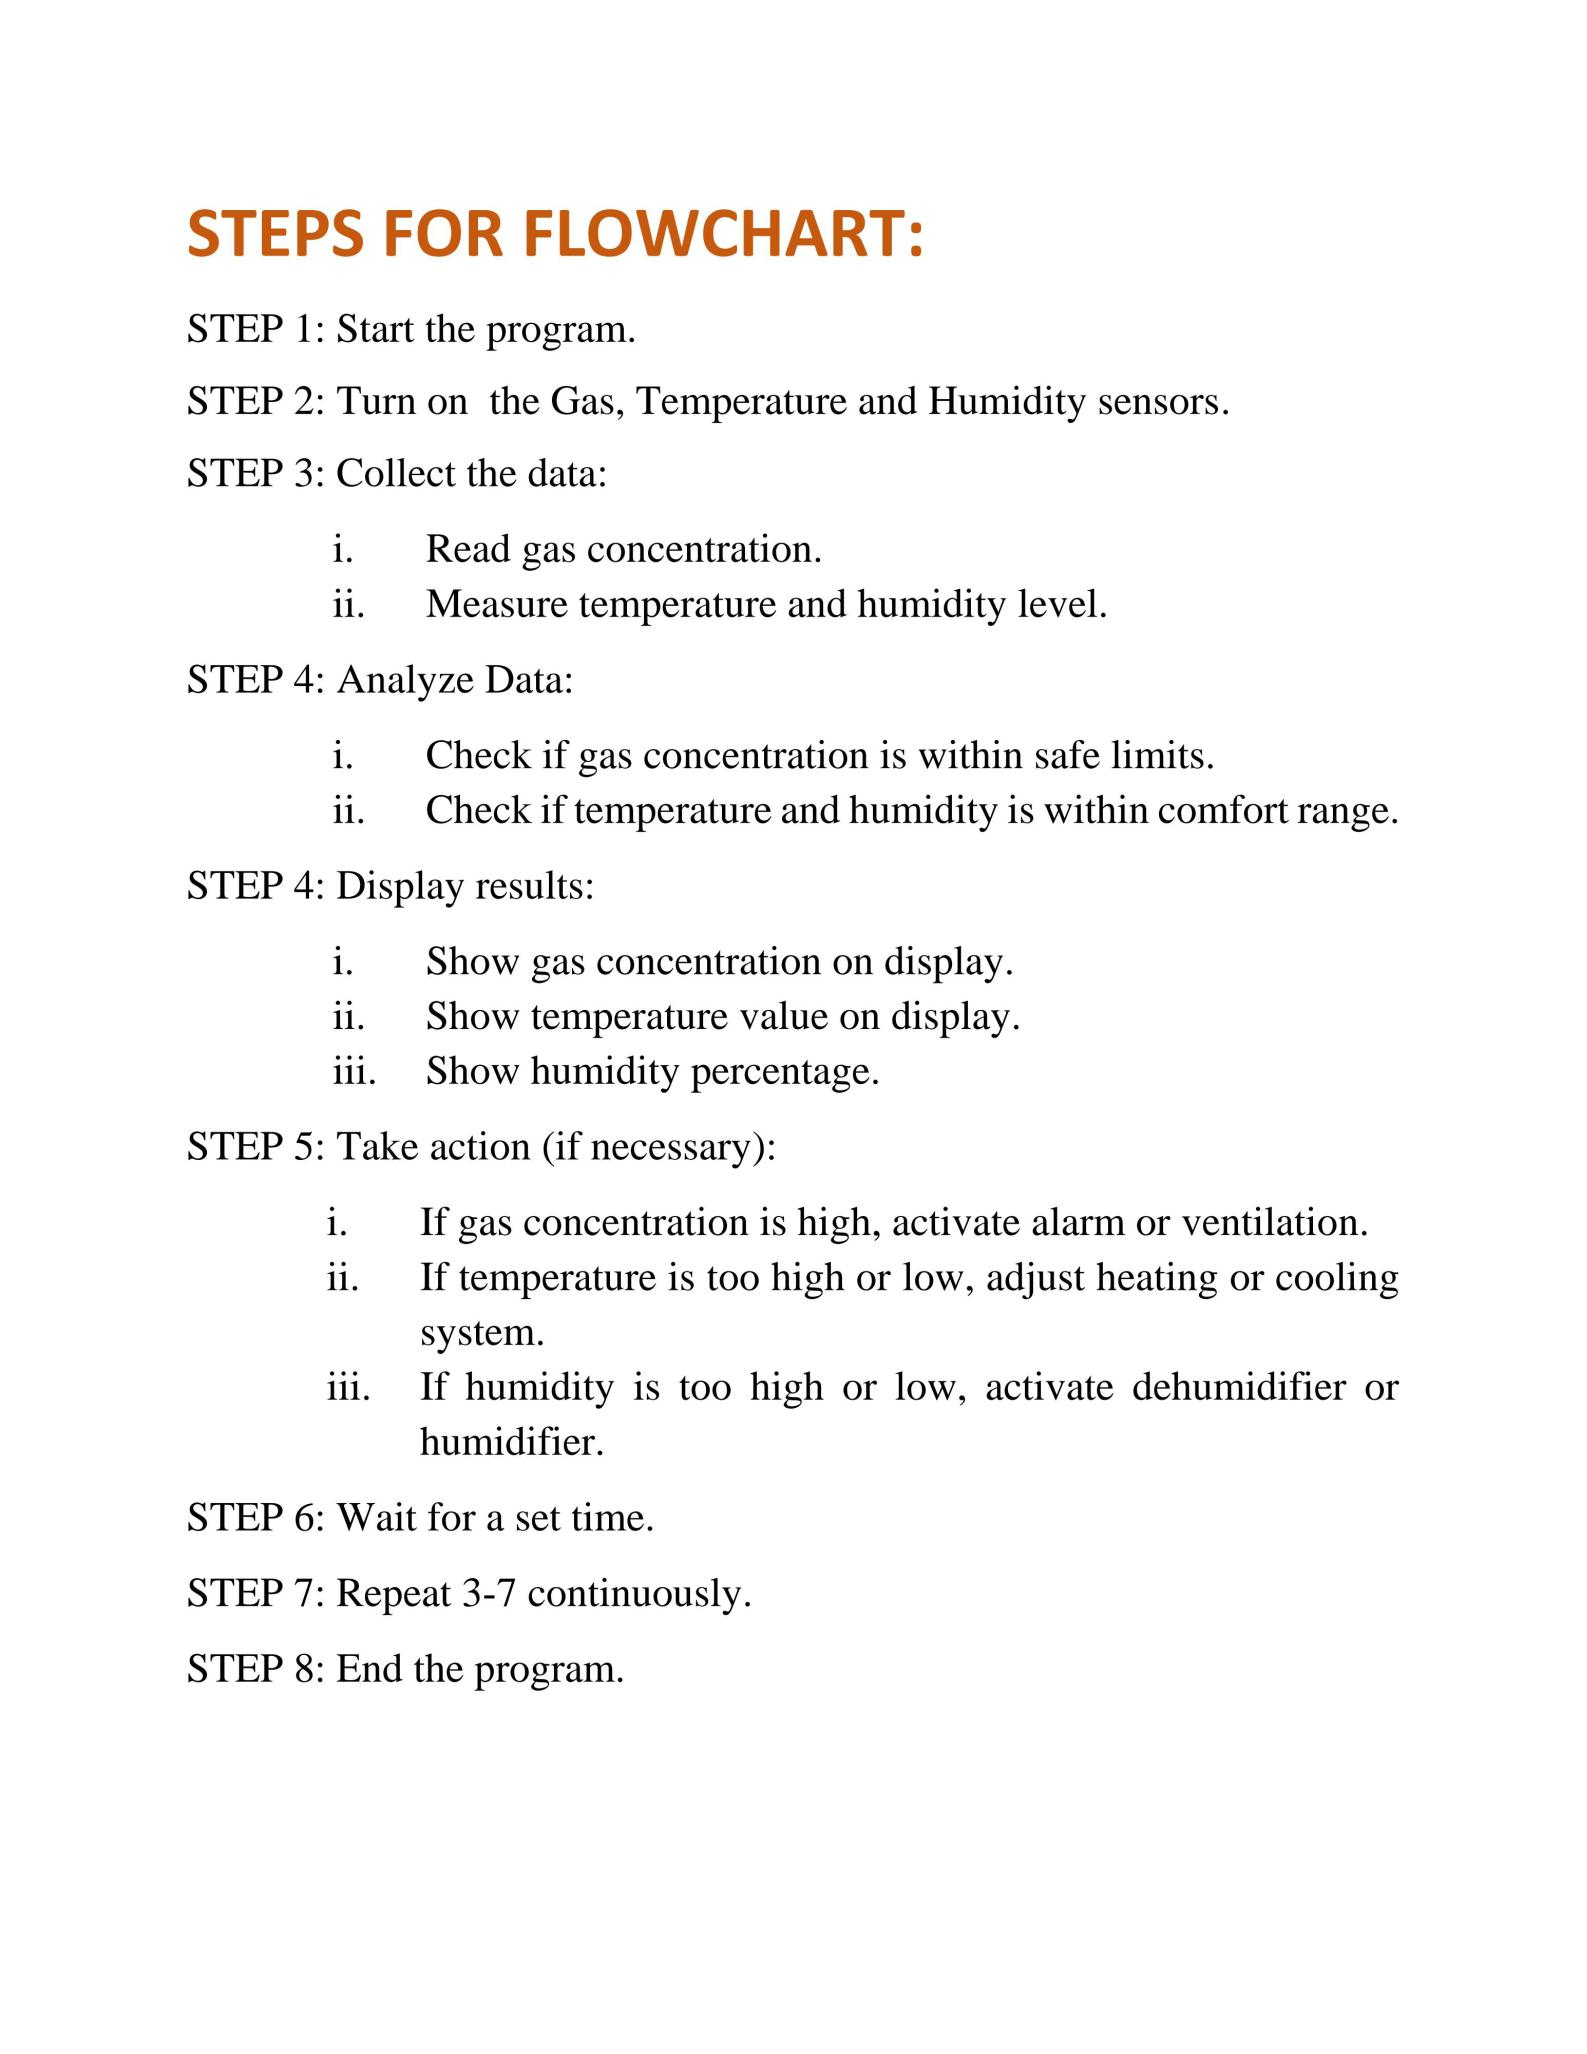 STEPS FOR FLOWCHART:
STEP 1: Start the program.
STEP 2: Turn on  the Gas, Temperature and Humidity sensors.
STEP 3: Collect the data:
i. Read gas concentration.
ii. Measure temperature and humidity level.
STEP 4: Analyze Data:
i. Check if gas concentration is within safe limits.
ii. Check if temperature and humidity is within comfort range.
STEP 4: Display results:
i. Show gas concentration on display.
ii. Show temperature value on display.
iii. Show humidity percentage.
STEP 5: Take action (if necessary):
i. If gas concentration is high, activate alarm or ventilation.
ii. If temperature is too high or low, adjust heating or cooling
system.
iii. If humidity is too high or low, activate dehumidifier or
humidifier.
STEP 6: Wait for a set time.
STEP 7: Repeat 3-7 continuously.
STEP 8: End the program.